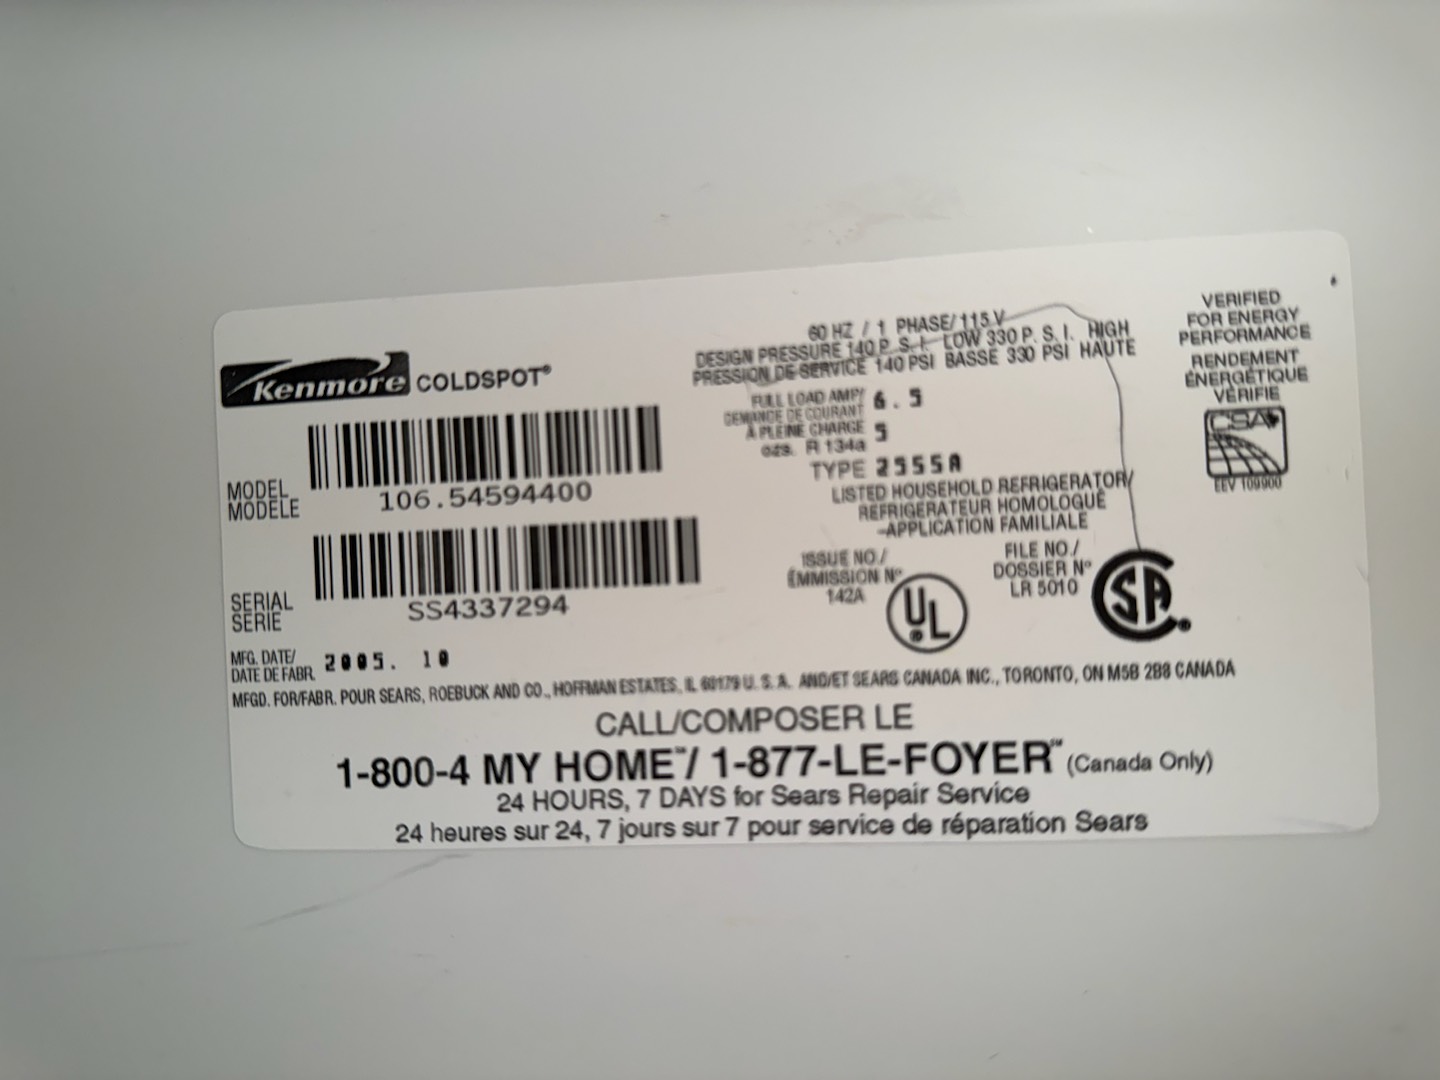 Kenmore COLDSPOT®
MODEL
MODÈLE
106.54594400
SERIAL
SÉRIE
SS4337294
MFG. DATE/
DATE DE FABR.
2005. 10
60 HZ / 1 PHASE/ 115 V
DESIGN PRESSURE 140 P. S. I. LOW 330 P. S. I. HIGH
PRESSION DE SERVICE 140 PSI BASSE 330 PSI HAUTE
FULL LOAD AMP/
DEMANDE DE COURANT
À PLEINE CHARGE
6.5
5
ozs. R 134a
TYPE 2555A
LISTED HOUSEHOLD REFRIGERATOR/
RÉFRIGÉRATEUR HOMOLOGUÉ
-APPLICATION FAMILIALE
ISSUE NO./
ÉMMISSION Nº
142A
UL
FILE NO./
DOSSIER Nº
LR 5010
SA®
VERIFIED
FOR ENERGY
PERFORMANCE
RENDEMENT
ÉNERGÉTIQUE
VÉRIFIÉ
CSA
EEV 109900
MFGD. FOR/FABR. POUR SEARS, ROEBUCK AND CO., HOFFMAN ESTATES, IL 60179 U. S. A. AND/ET SEARS CANADA INC., TORONTO, ON M5B 2B8 CANADA
CALL/COMPOSER LE
1-800-4 MY HOME™/ 1-877-LE-FOYER™ (Canada Only)
24 HOURS, 7 DAYS for Sears Repair Service
24 heures sur 24, 7 jours sur 7 pour service de réparation Sears